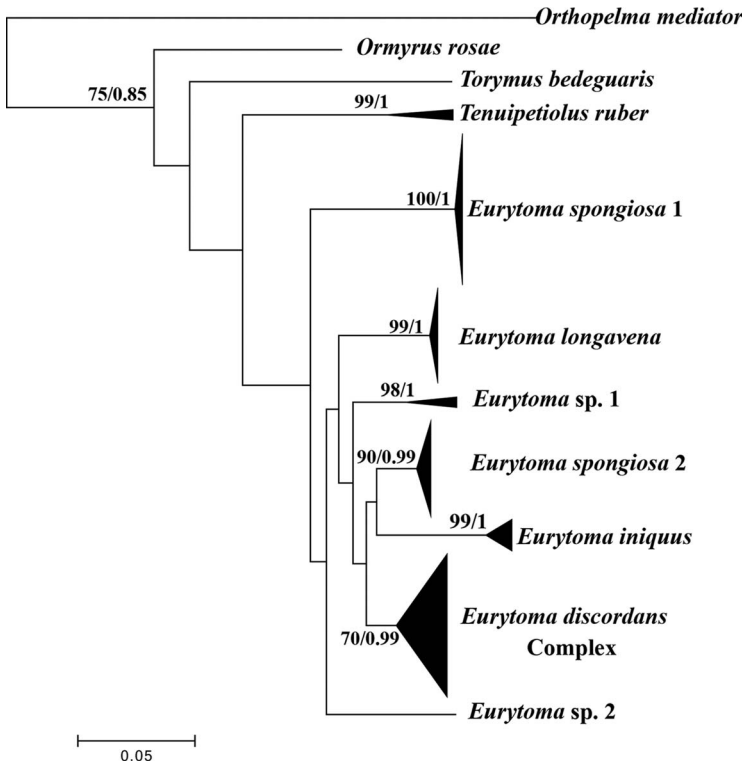 Orthopelma mediator
Ormyrus rosae
Torymus bedeguaris
75/0.85
99/1
Tenuipetiolus ruber
100/1
Eurytoma spongiosa 1
99/1
Eurytoma longavena
98/1
Eurytoma sp. 1
90/0.99
Eurytoma spongiosa 2
99/1
Eurytoma iniquus
Eurytoma discordans
Complex
70/0.99
Eurytoma sp. 2
0.05